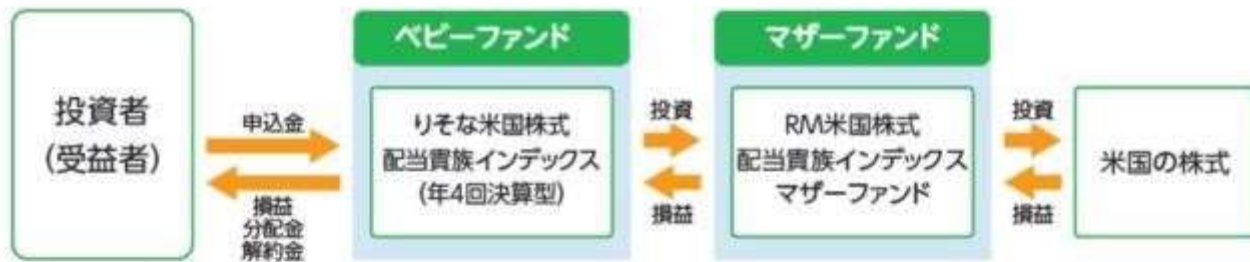 投資者
(受益者)
申込金
損益
分配金
解約金
ベビーファンド
りそな米国株式
配当貴族インデックス
(年4回決算型)
投資
損益
マザーファンド
RM米国株式
配当貴族インデックス
マザーファンド
投資
損益
米国の株式